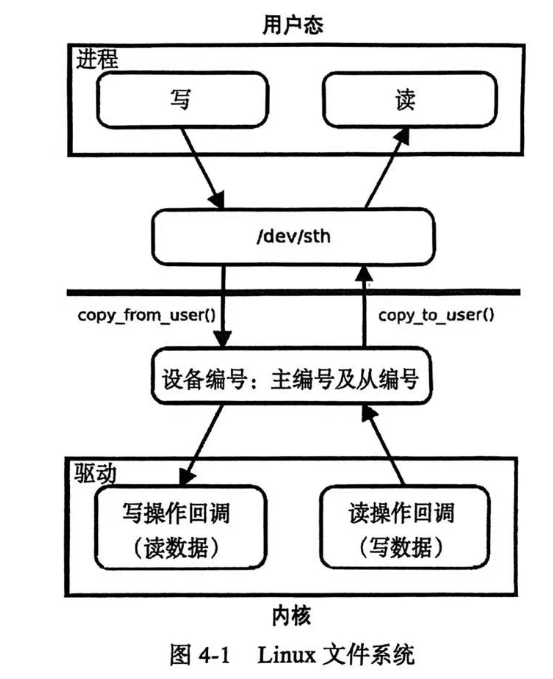 用户态
进程
写
读
/dev/sth
copy_from_user()
copy_to_user()
设备编号：主编号及从编号
驱动
写操作回调
（读数据）
读操作回调
（写数据）
内核
图 4-1 Linux 文件系统